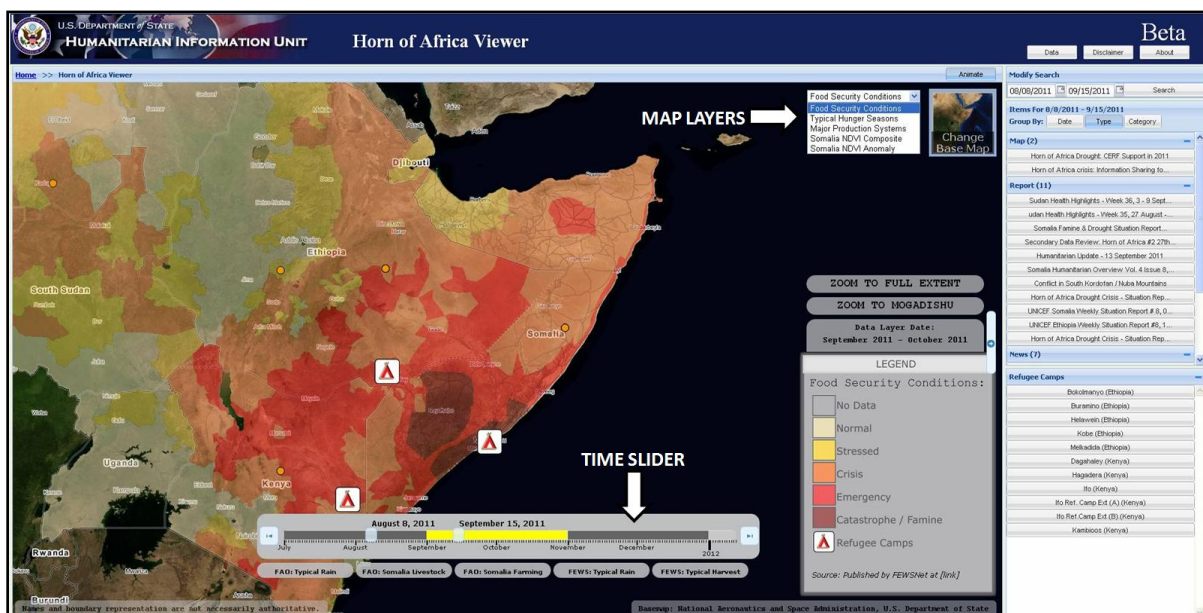 U.S. DEPARTMENT of STATE
HUMANITARIAN INFORMATION UNIT
Horn of Africa Viewer
Beta
Data
Disclaimer
About
Home >> Horn of Africa Viewer
Animate
Modify Search
08/08/2011
09/15/2011
Search
Items For 8/8/2011 - 9/15/2011
Group By:
Date
Type
Category
Map (2)
Horn of Africa Drought: CERF Support in 2011
Horn of Africa crisis: Information Sharing to...
Report (11)
Sudan Health Highlights - Week 36, 3 - 9 Sept...
udan Health Highlights - Week 35, 27 August -...
Somalia Famine & Drought Situation Report...
Secondary Data Review: Horn of Africa #2 27th...
Humanitarian Update - 13 September 2011
Somalia Humanitarian Overview Vol. 4 Issue 8,...
Conflict in South Kordofan / Nuba Mountains
Horn of Africa Drought Crisis - Situation Rep...
UNICEF Somalia Weekly Situation Report # 8, 0...
UNICEF Ethiopia Weekly Situation Report #8, 1...
Horn of Africa Drought Crisis - Situation Rep...
News (7)
Refugee Camps
Bokolmanyo (Ethiopia)
Buramino (Ethiopia)
Helawein (Ethiopia)
Kobe (Ethiopia)
Melkadida (Ethiopia)
Dagahaley (Kenya)
Hagadera (Kenya)
Ifo (Kenya)
Ifo Ref. Camp Ext (A) (Kenya)
Ifo Ref. Camp Ext (B) (Kenya)
Kambioos (Kenya)
MAP LAYERS
Food Security Conditions
Food Security Conditions
Typical Hunger Seasons
Major Production Systems
Somalia NDVI Composite
Somalia NDVI Anomaly
Change
Base Map
Djibouti
Ethiopia
South Sudan
Somalia
Uganda
Kenya
Rwanda
Burundi
ZOOM TO FULL EXTENT
ZOOM TO MOGADISHU
Data Layer Date:
September 2011 - October 2011
LEGEND
Food Security Conditions:
No Data
Normal
Stressed
Crisis
Emergency
Catastrophe / Famine
Refugee Camps
Source: Published by FEWSNet at [link]
TIME SLIDER
August 8, 2011
September 15, 2011
July
August
September
October
November
December
2012
FAO: Typical Rain
FAO: Somalia Livestock
FAO: Somalia Farming
FEWS: Typical Rain
FEWS: Typical Harvest
Names and boundary representation are not necessarily authoritative.
Basemap: National Aeronautics and Space Administration, U.S. Department of State